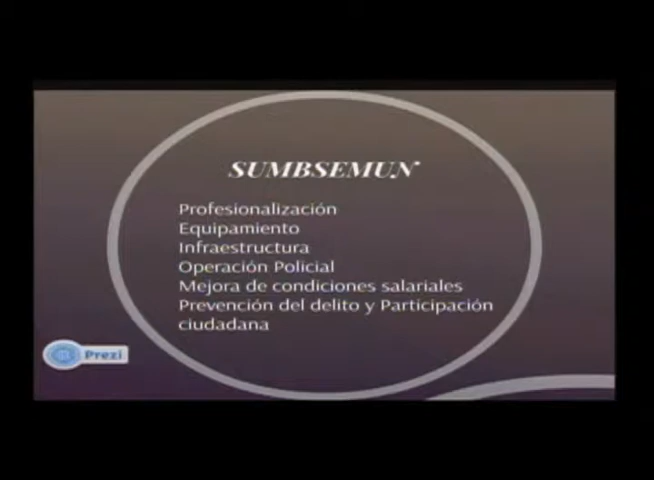 SUMBSEMUN
Profesionalización
Equipamiento
Infraestructura
Operación Policial
Mejora de condiciones salariales
Prevención del delito y Participación
ciudadana
Prezi